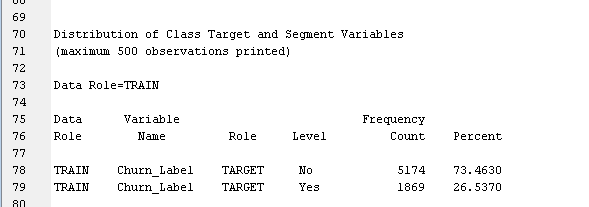 69
70 Distribution of Class Target and Segment Variables
71 (maximum 500 observations printed)
72
73 Data Role=TRAIN
74
75 Data Variable Frequency
76 Role Name Role Level Count Percent
77
78 TRAIN Churn_Label TARGET No 5174 73.4630
79 TRAIN Churn_Label TARGET Yes 1869 26.5370
80